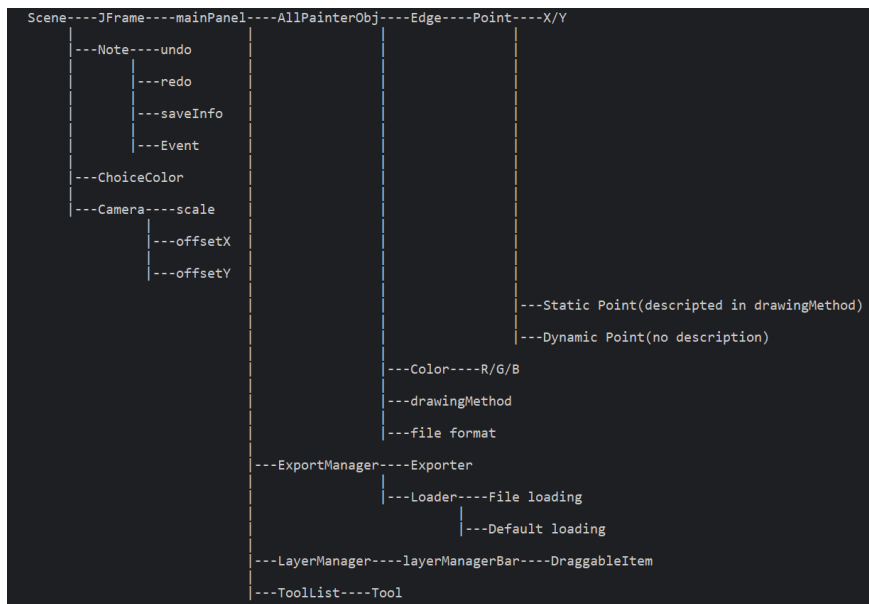 Scene----JFrame----mainPanel----AllPainterObj----Edge----Point----X/Y
|---Note----undo
|---redo
|---saveInfo
|---Event
|---ChoiceColor
|---Camera----scale
|---offsetX
|---offsetY
|---Static Point(descripted in drawingMethod)
|---Dynamic Point(no description)
|---Color----R/G/B
|---drawingMethod
|---file format
|---ExportManager----Exporter
|---Loader----File loading
|---Default loading
|---LayerManager----layerManagerBar----DraggableItem
|---ToolList----Tool